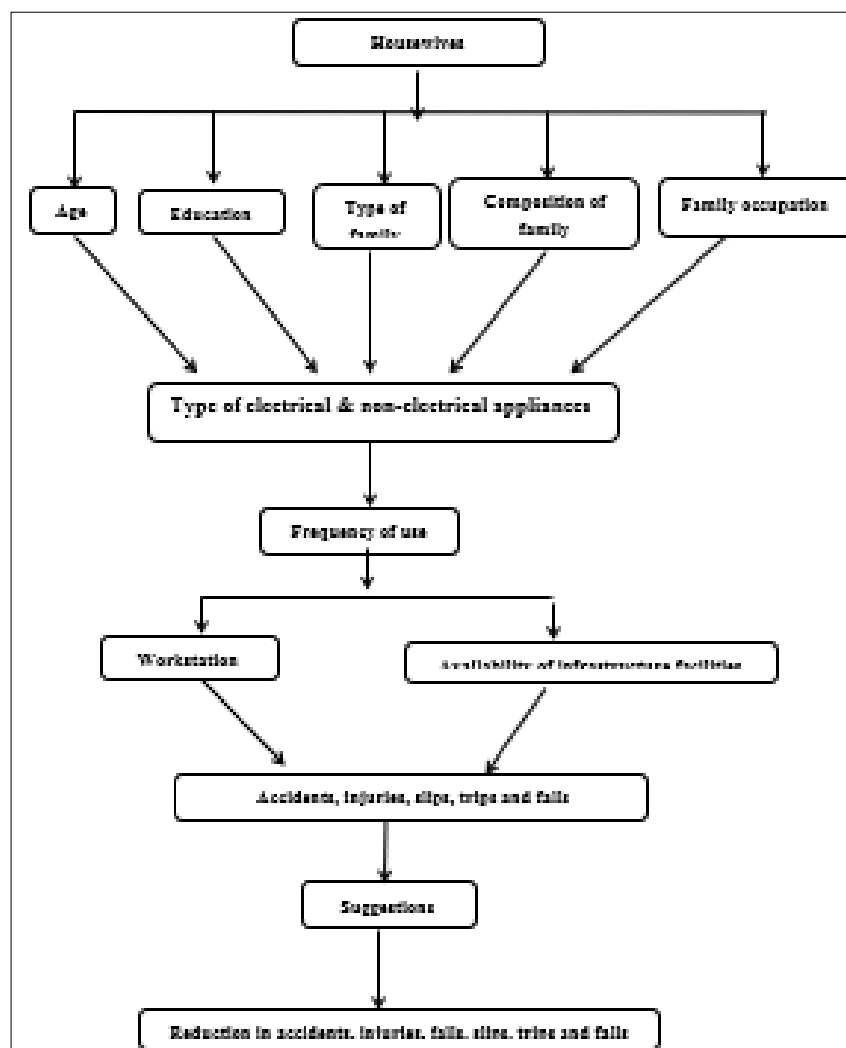 Housewives
Age
Education
Type of
family
Composition of
family
Family occupation
Type of electrical & non-electrical appliances
Frequency of use
Workstation
Availability of infrastructure facilities
Accidents, injuries, slips, trips and falls
Suggestions
Reduction in accidents, injuries, falls, slips, trips and falls